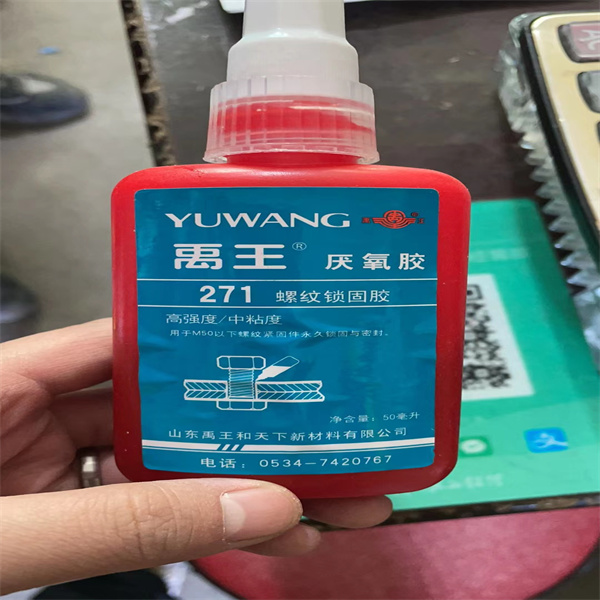 YUWANG
禹王® 厌氧胶
271 螺纹锁固胶
高强度/中粘度
用于M50以下螺纹紧固件永久锁固与密封。
净含量：50毫升
山东禹王和天下新材料有限公司
电话：0534-7420767